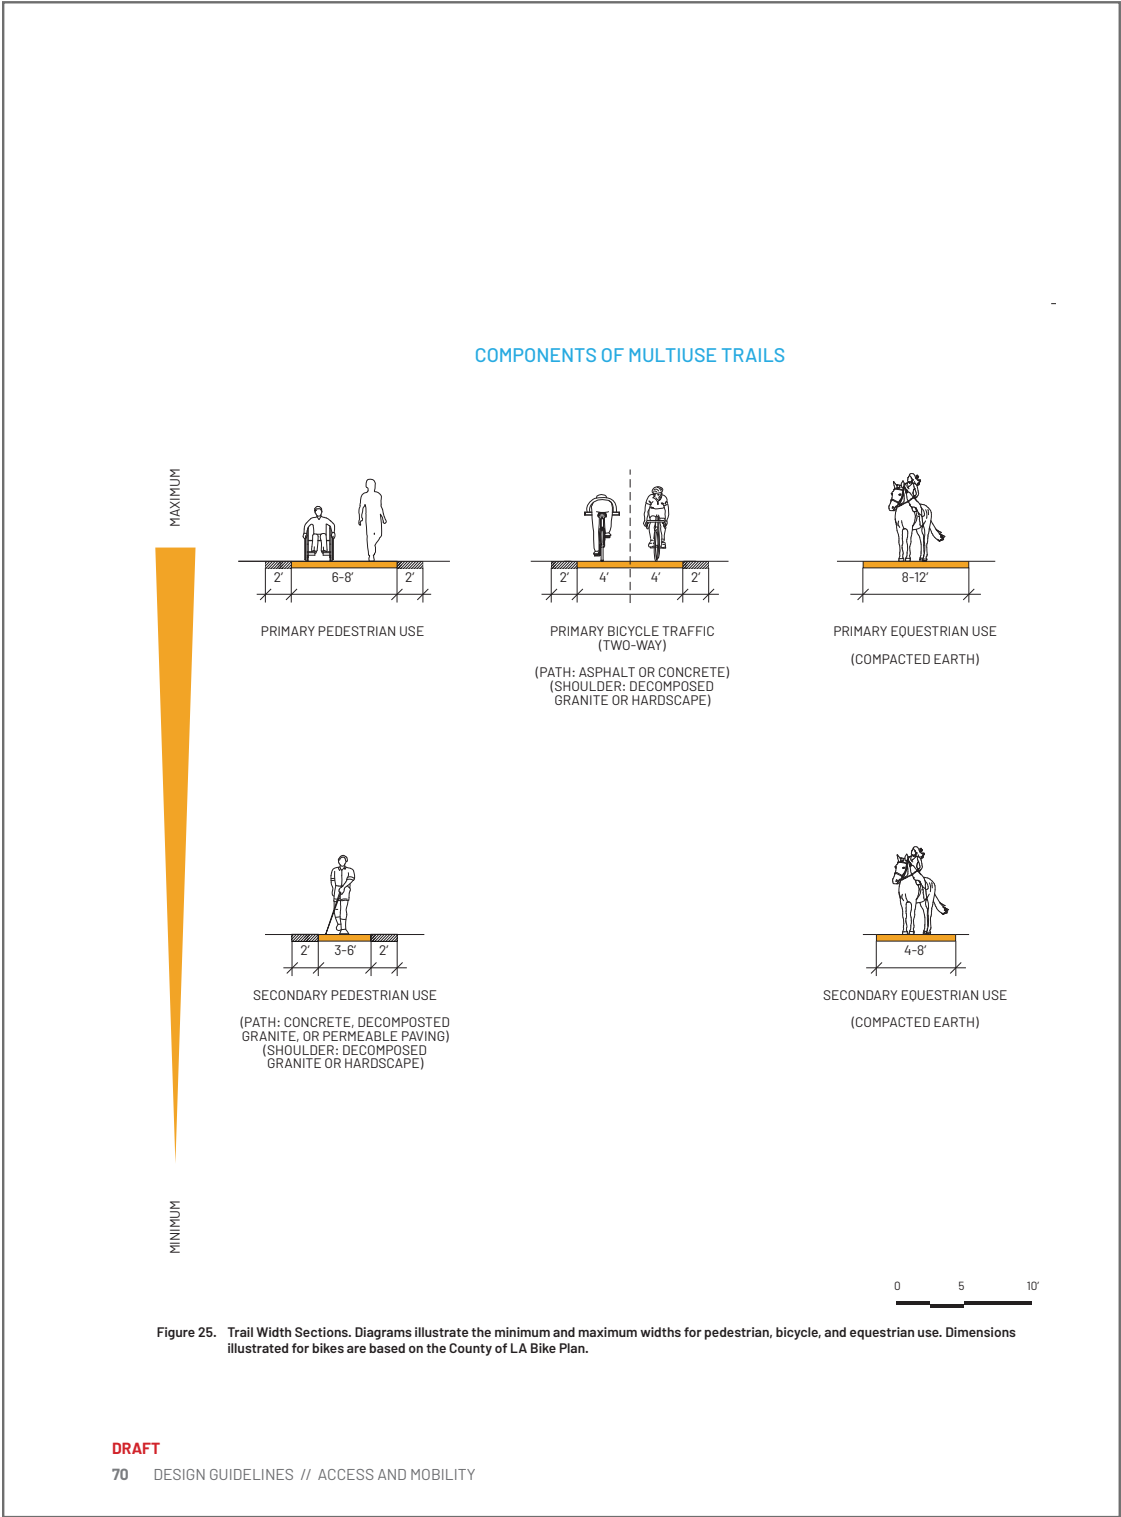 COMPONENTS OF MULTIUSE TRAILS
MAXIMUM
2' 6-8' 2'
PRIMARY PEDESTRIAN USE
2' 4' 4' 2'
PRIMARY BICYCLE TRAFFIC
(TWO-WAY)
(PATH: ASPHALT OR CONCRETE)
(SHOULDER: DECOMPOSED
GRANITE OR HARDSCAPE)
8-12'
PRIMARY EQUESTRIAN USE
(COMPACTED EARTH)
2' 3-6' 2'
SECONDARY PEDESTRIAN USE
(PATH: CONCRETE, DECOMPOSTED
GRANITE, OR PERMEABLE PAVING)
(SHOULDER: DECOMPOSED
GRANITE OR HARDSCAPE)
4-8'
SECONDARY EQUESTRIAN USE
(COMPACTED EARTH)
MINIMUM
0 5 10'
Figure 25. Trail Width Sections. Diagrams illustrate the minimum and maximum widths for pedestrian, bicycle, and equestrian use. Dimensions
illustrated for bikes are based on the County of LA Bike Plan.
DRAFT
70 DESIGN GUIDELINES // ACCESS AND MOBILITY